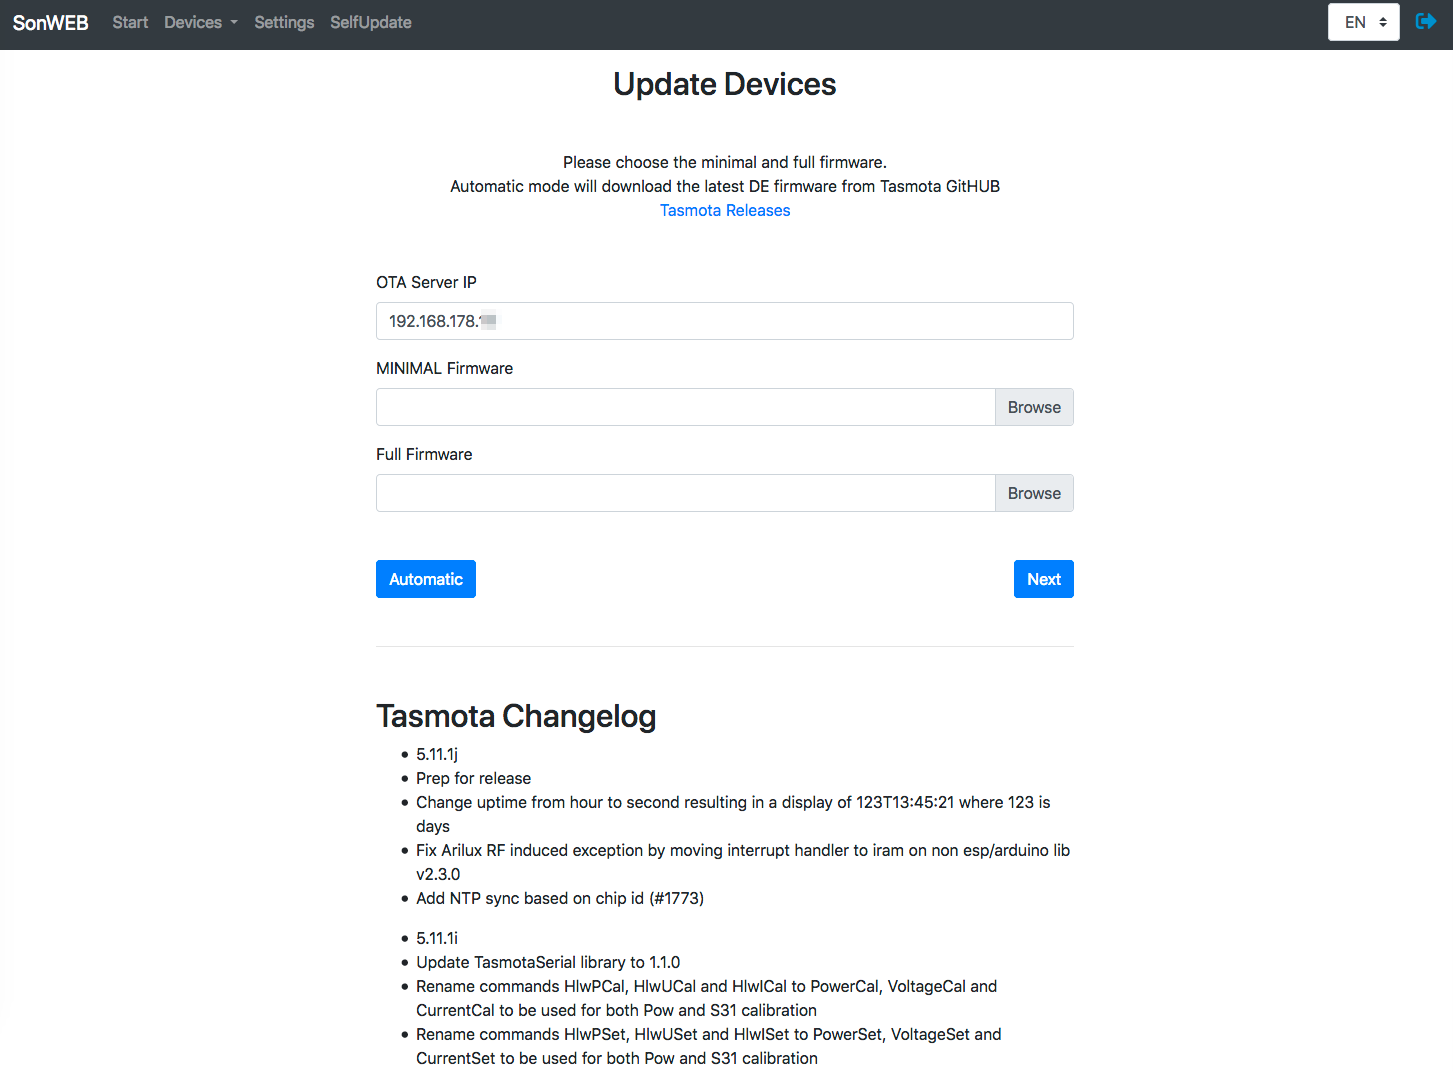 SonWEB Start Devices Settings SelfUpdate EN
Update Devices
Please choose the minimal and full firmware.
Automatic mode will download the latest DE firmware from Tasmota GitHUB
Tasmota Releases
OTA Server IP
192.168.178.
MINIMAL Firmware
Browse
Full Firmware
Browse
Automatic Next
Tasmota Changelog
• 5.11.1j
• Prep for release
• Change uptime from hour to second resulting in a display of 123T13:45:21 where 123 is
days
• Fix Arilux RF induced exception by moving interrupt handler to iram on non esp/arduino lib
v2.3.0
• Add NTP sync based on chip id (#1773)
• 5.11.1i
• Update TasmotaSerial library to 1.1.0
• Rename commands HlwPCal, HlwUCal and HlwICal to PowerCal, VoltageCal and
CurrentCal to be used for both Pow and S31 calibration
• Rename commands HlwPSet, HlwUSet and HlwISet to PowerSet, VoltageSet and
CurrentSet to be used for both Pow and S31 calibration